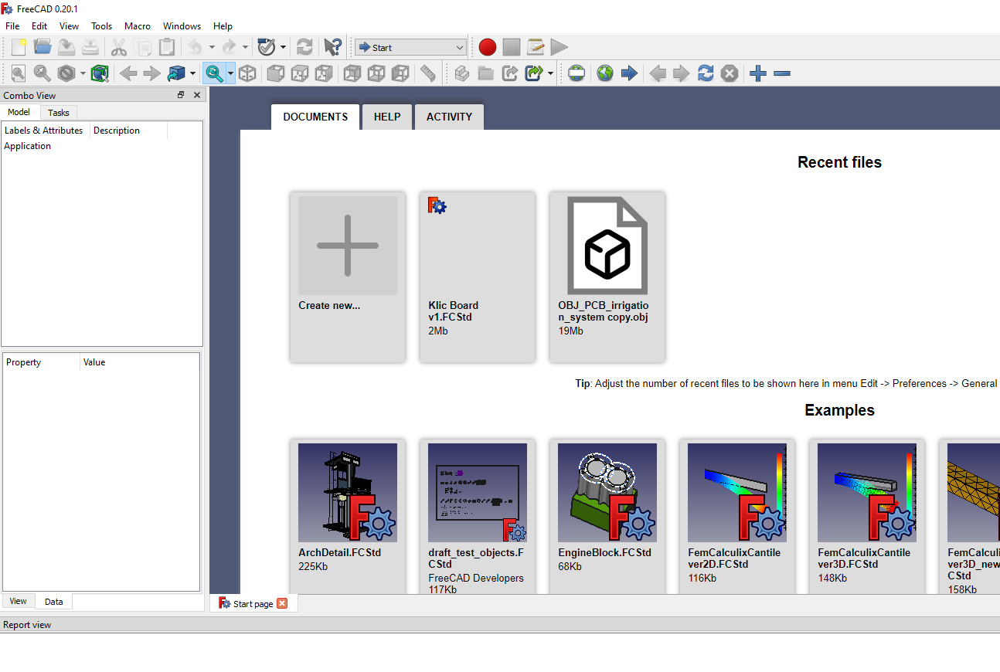 FreeCAD 0.20.1
File Edit View Tools Macro Windows Help
Start
Combo View
Model Tasks
Labels & Attributes Description
Application
Property Value
View Data
DOCUMENTS HELP ACTIVITY
Recent files
Create new...
Klic Board
v1.FCStd
2Mb
OBJ_PCB_irrigatio
n_system copy.obj
19Mb
Tip: Adjust the number of recent files to be shown here in menu Edit -> Preferences -> General
Examples
ArchDetail.FCStd
225Kb
draft_test_objects.F
CStd
FreeCAD Developers
117Kb
EngineBlock.FCStd
68Kb
FemCalculixCantile
ver2D.FCStd
116Kb
FemCalculixCantile
ver3D.FCStd
148Kb
FemCalculi
ver3D_new
CStd
158Kb
Start page
Report view